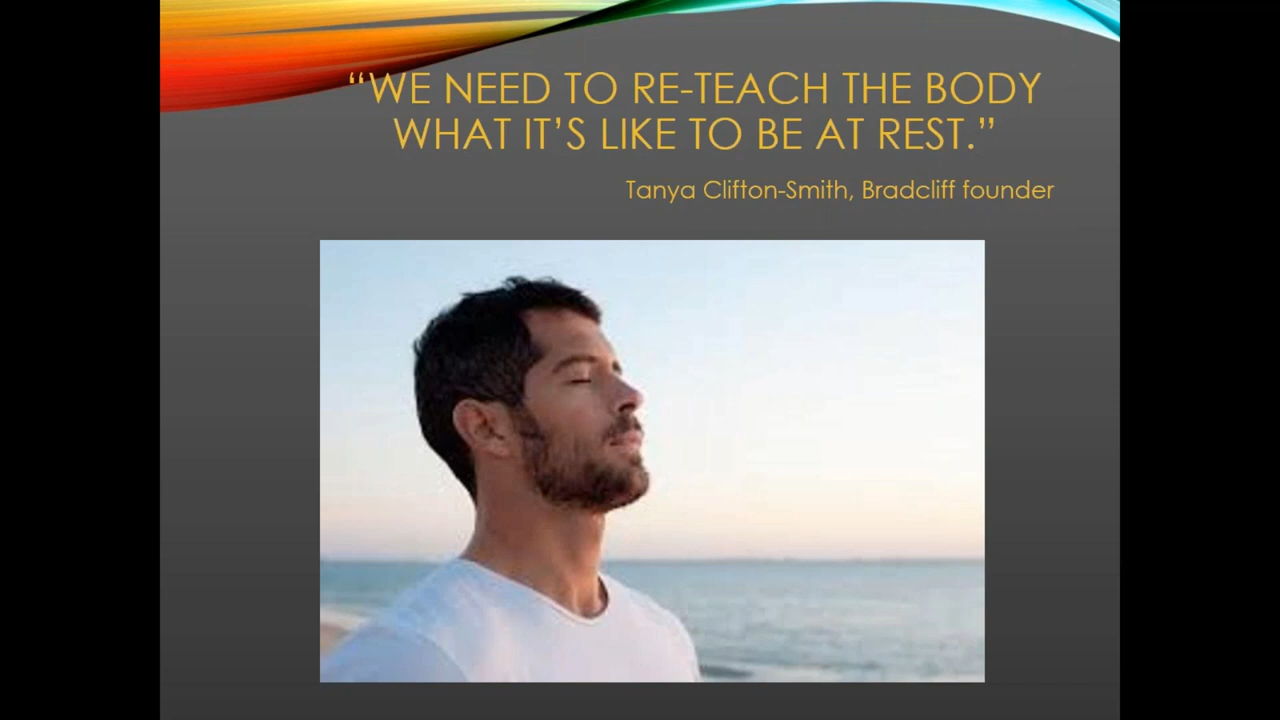 “WE NEED TO RE-TEACH THE BODY
WHAT IT’S LIKE TO BE AT REST.”
Tanya Clifton-Smith, Bradcliff founder